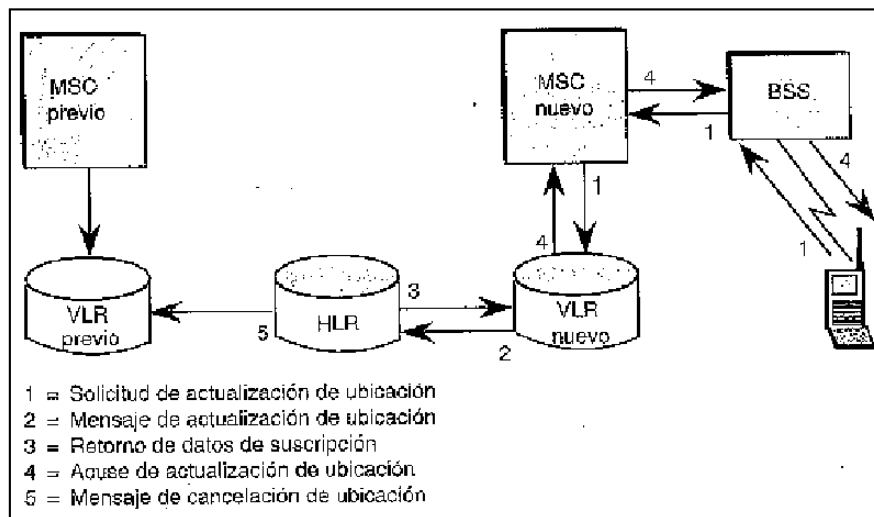 MSC
previo
MSC
nuevo
4
BSS
1
1
4
4
1
VLR
previo
5
HLR
3
2
VLR
nuevo
1 = Solicitud de actualización de ubicación
2 = Mensaje de actualización de ubicación
3 = Retorno de datos de suscripción
4 = Acuse de actualización de ubicación
5 = Mensaje de cancelación de ubicación